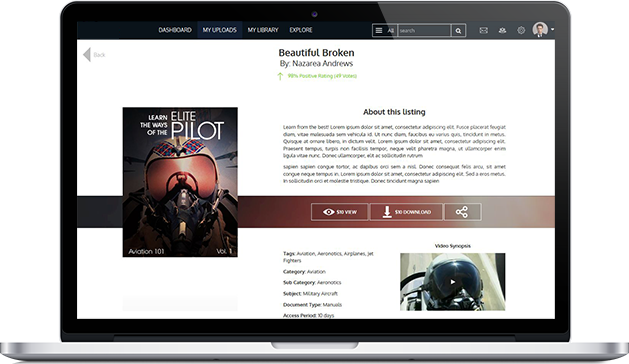 DASHBOARD MY UPLOADS MY LIBRARY EXPLORE All search
Back
Beautiful Broken
By: Nazarea Andrews
98% Positive Rating (49 Votes)
LEARN THE WAYS OF THE
ELITE PILOT
Aviation 101 Vol. 1
About this listing
Learn from the best! Lorem ipsum dolor sit amet, consectetur adipiscing elit. Fusce placerat feugiat
diam, vitae malesuada sem vehicula id. Ut nunc diam, faucibus eu varius quis, tincidunt in metus.
Quisque at ornare libero, in dictum velit. Lorem ipsum dolor sit amet, consectetur adipiscing elit.
Praesent tempus, turpis non facilisis tempor, neque velit pharetra mauris, at ullamcorper enim
ligula vitae nunc. Donec ullamcorper, elit ac sollicitudin rutrum
sapien sapien congue tortor, ac dapibus orci sem a nisl. Donec consequat felis arcu, sit amet
congue neque tempus in. Lorem ipsum dolor sit amet, consectetur adipiscing elit. Sed a eros metus.
In sollicitudin orci et molestie tristique. Donec tincidunt magna sapien
$10 VIEW $10 DOWNLOAD
Tags: Aviation, Aeronotics, Airplanes, Jet
Fighters
Category: Aviation
Sub Category: Aeronotics
Subject: Military Aircraft
Document Type: Manuals
Access Period: 10 days
Video Synopsis